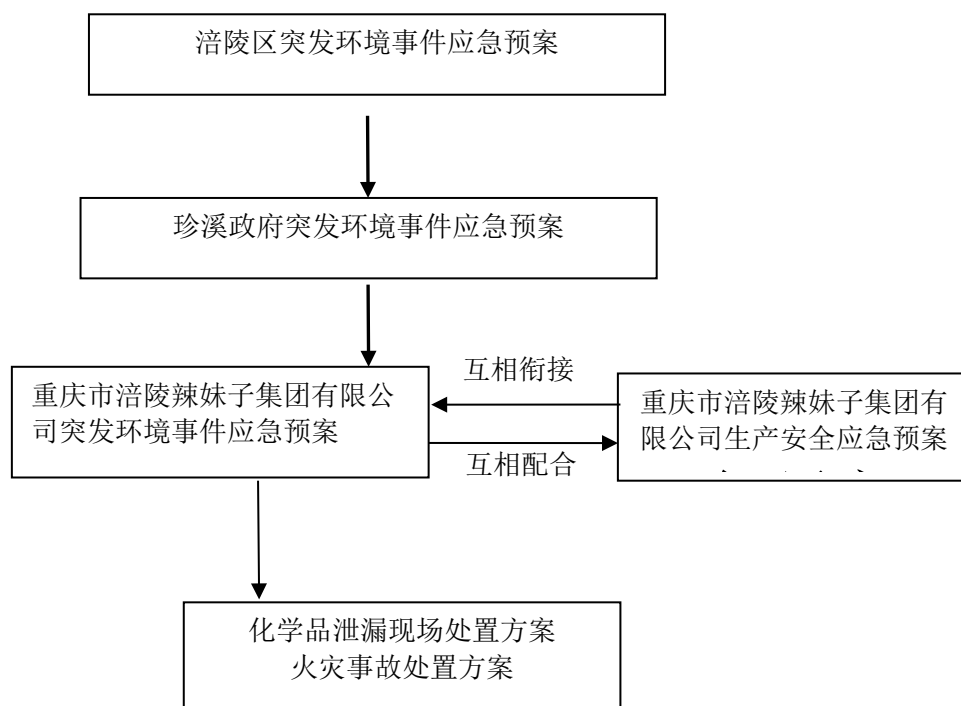 涪陵区突发环境事件应急预案
珍溪政府突发环境事件应急预案
互相衔接
重庆市涪陵辣妹子集团有限公
司突发环境事件应急预案
重庆市涪陵辣妹子集团有
限公司生产安全应急预案
互相配合
化学品泄漏现场处置方案
火灾事故处置方案